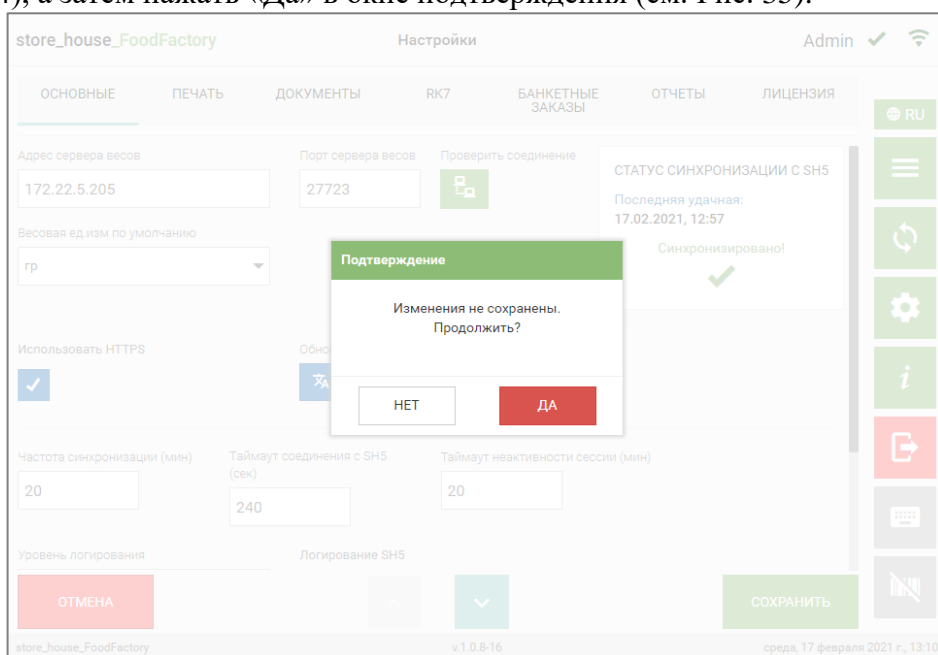 ), а затем нажать «Да» в окне подтверждения (см. Рис. 35).
store_house_FoodFactory Настройки Admin
ОСНОВНЫЕ ПЕЧАТЬ ДОКУМЕНТЫ RK7 БАНКЕТНЫЕ ЗАКАЗЫ ОТЧЕТЫ ЛИЦЕНЗИЯ
RU
Адрес сервера весов Порт сервера весов Проверить соединение
172.22.5.205 27723
СТАТУС СИНХРОНИЗАЦИИ С SH5
Последняя удачная:
17.02.2021, 12:57
Синхронизировано!
Весовая ед.изм по умолчанию
гр
Подтверждение
Изменения не сохранены.
Продолжить?
НЕТ ДА
Использовать HTTPS
Частота синхронизации (мин) Таймаут соединения с SH5 (сек) Таймаут неактивности сессии (мин)
20 240 20
Уровень логирования Логирование SH5
ОТМЕНА СОХРАНИТЬ
store_house_FoodFactory v.1.0.8-16 среда, 17 февраля 2021 г., 13:10